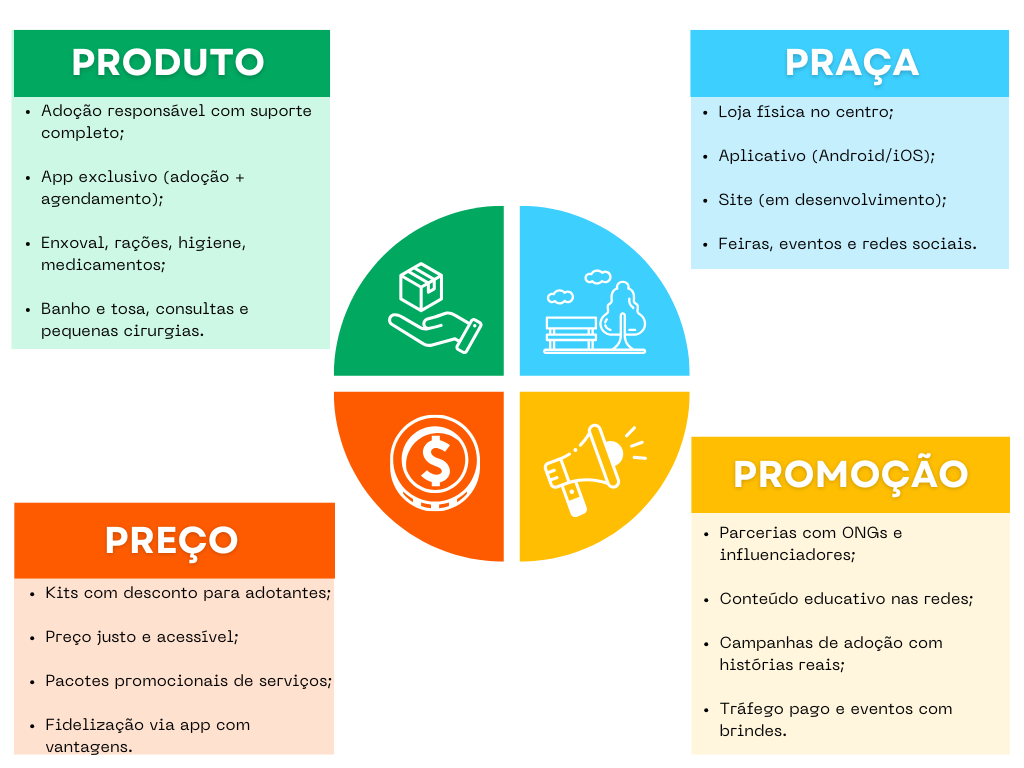 PRODUTO
• Adoção responsável com suporte
completo;
• App exclusivo (adoção +
agendamento);
• Enxoval, rações, higiene,
medicamentos;
• Banho e tosa, consultas e
pequenas cirurgias.
PRAÇA
• Loja física no centro;
• Aplicativo (Android/iOS);
• Site (em desenvolvimento);
• Feiras, eventos e redes sociais.
$
PREÇO
• Kits com desconto para adotantes;
• Preço justo e acessível;
• Pacotes promocionais de serviços;
• Fidelização via app com
vantagens.
PROMOÇÃO
• Parcerias com ONGs e
influenciadores;
• Conteúdo educativo nas redes;
• Campanhas de adoção com
histórias reais;
• Tráfego pago e eventos com
brindes.